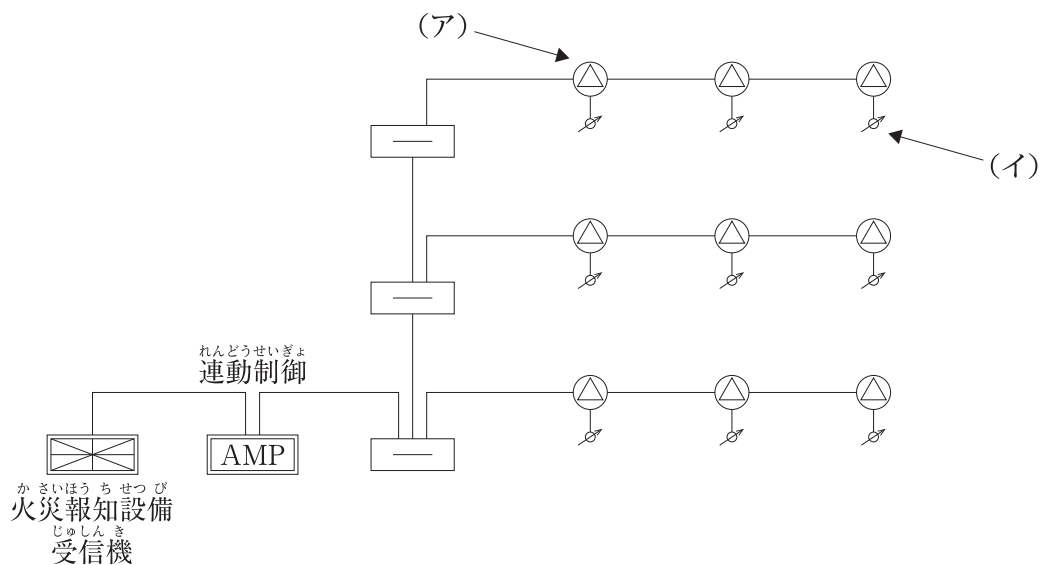 (ア)
(イ)
れんどうせいぎょ
連動制御
AMP
かさいほうちせつび
火災報知設備
じゅしんき
受信機